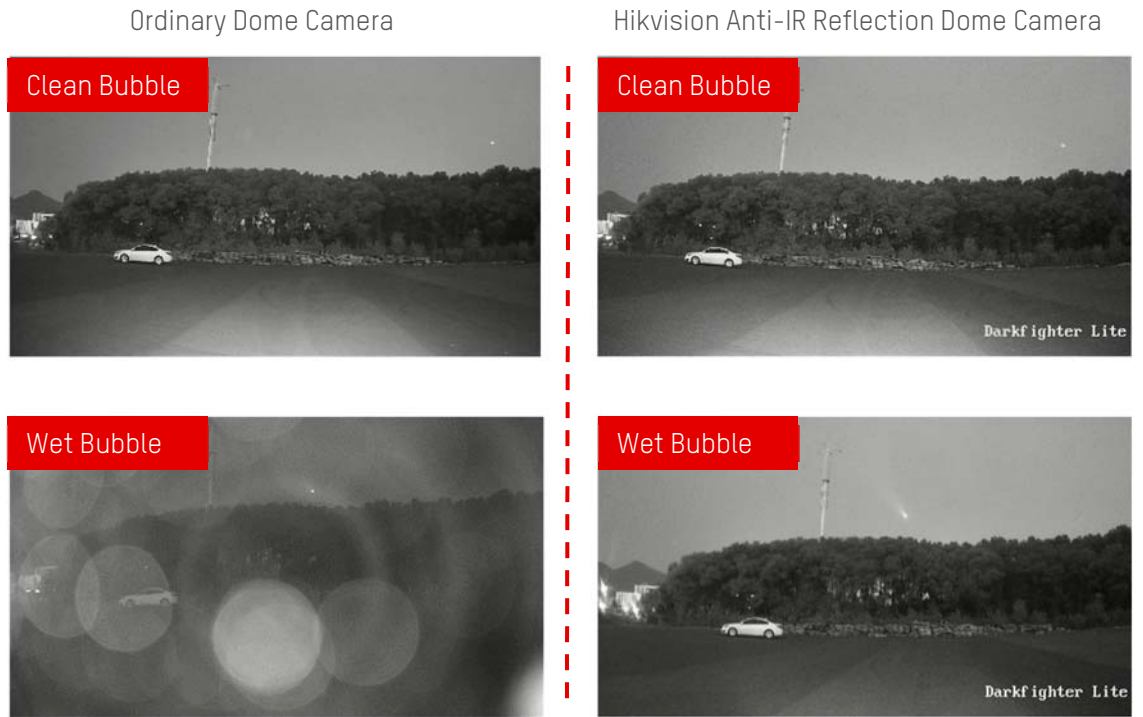 Ordinary Dome Camera
Hikvision Anti-IR Reflection Dome Camera
Clean Bubble
Clean Bubble
Darkfighter Lite
Wet Bubble
Wet Bubble
Darkfighter Lite